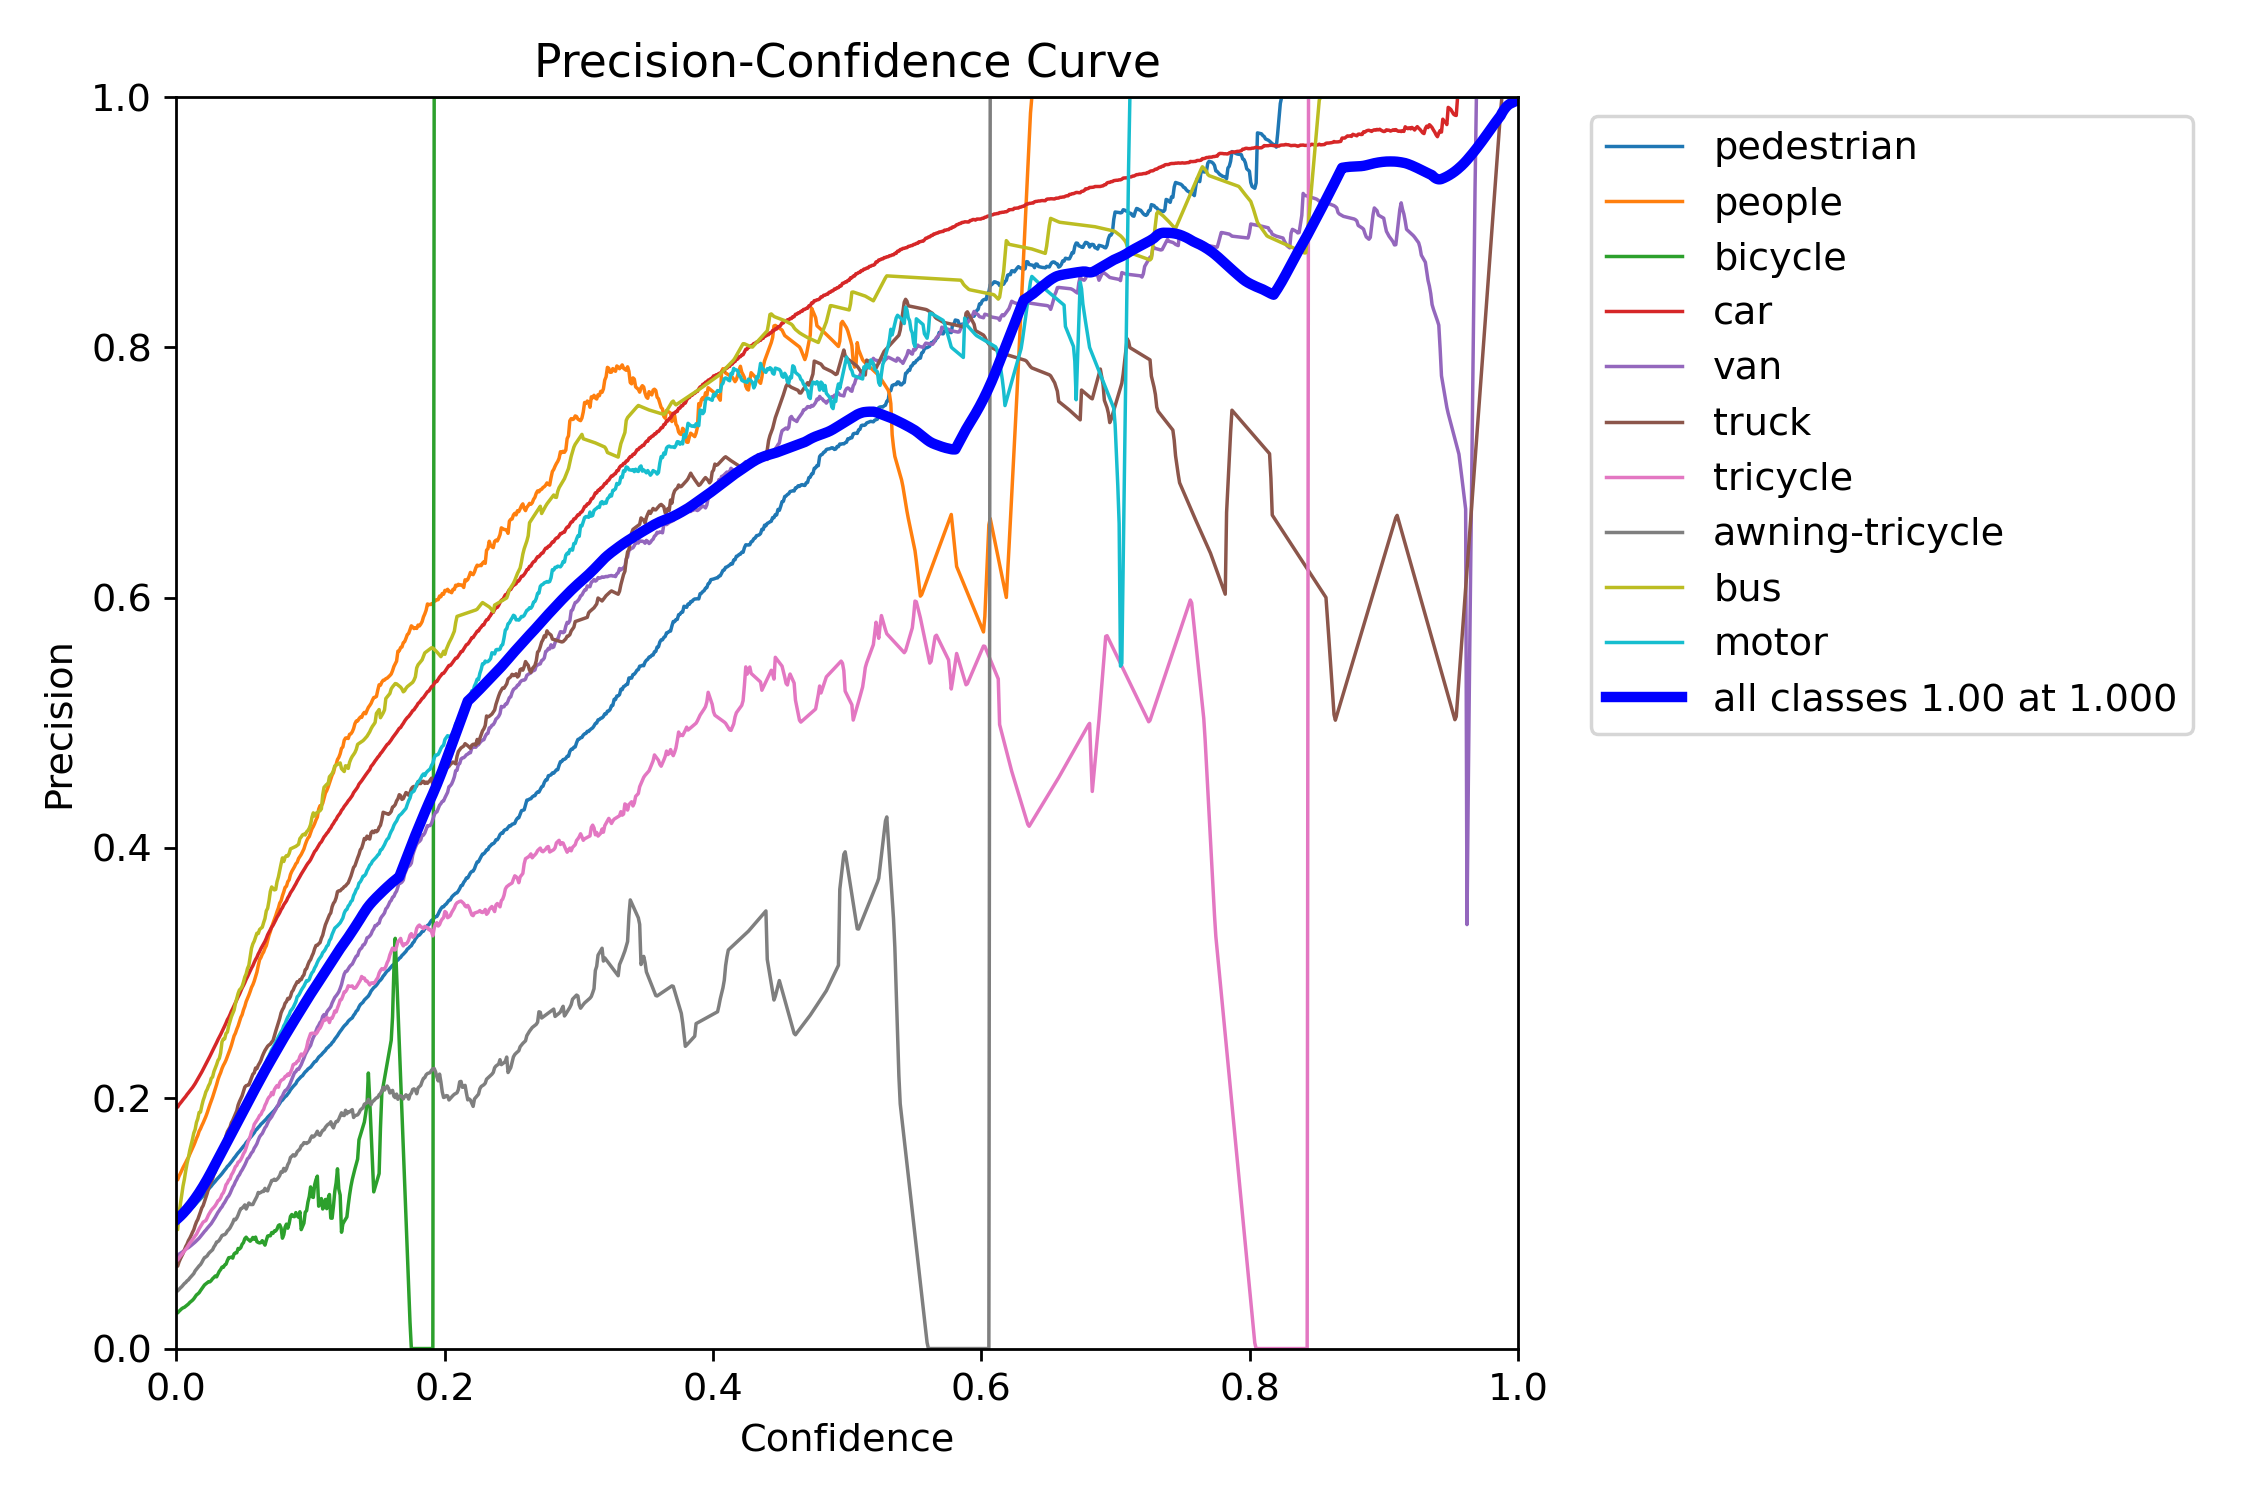 Precision-Confidence Curve
1.0
0.8
0.6
0.4
0.2
0.0
Precision
0.0 0.2 0.4 0.6 0.8 1.0
Confidence
pedestrian
people
bicycle
car
van
truck
tricycle
awning-tricycle
bus
motor
all classes 1.00 at 1.000